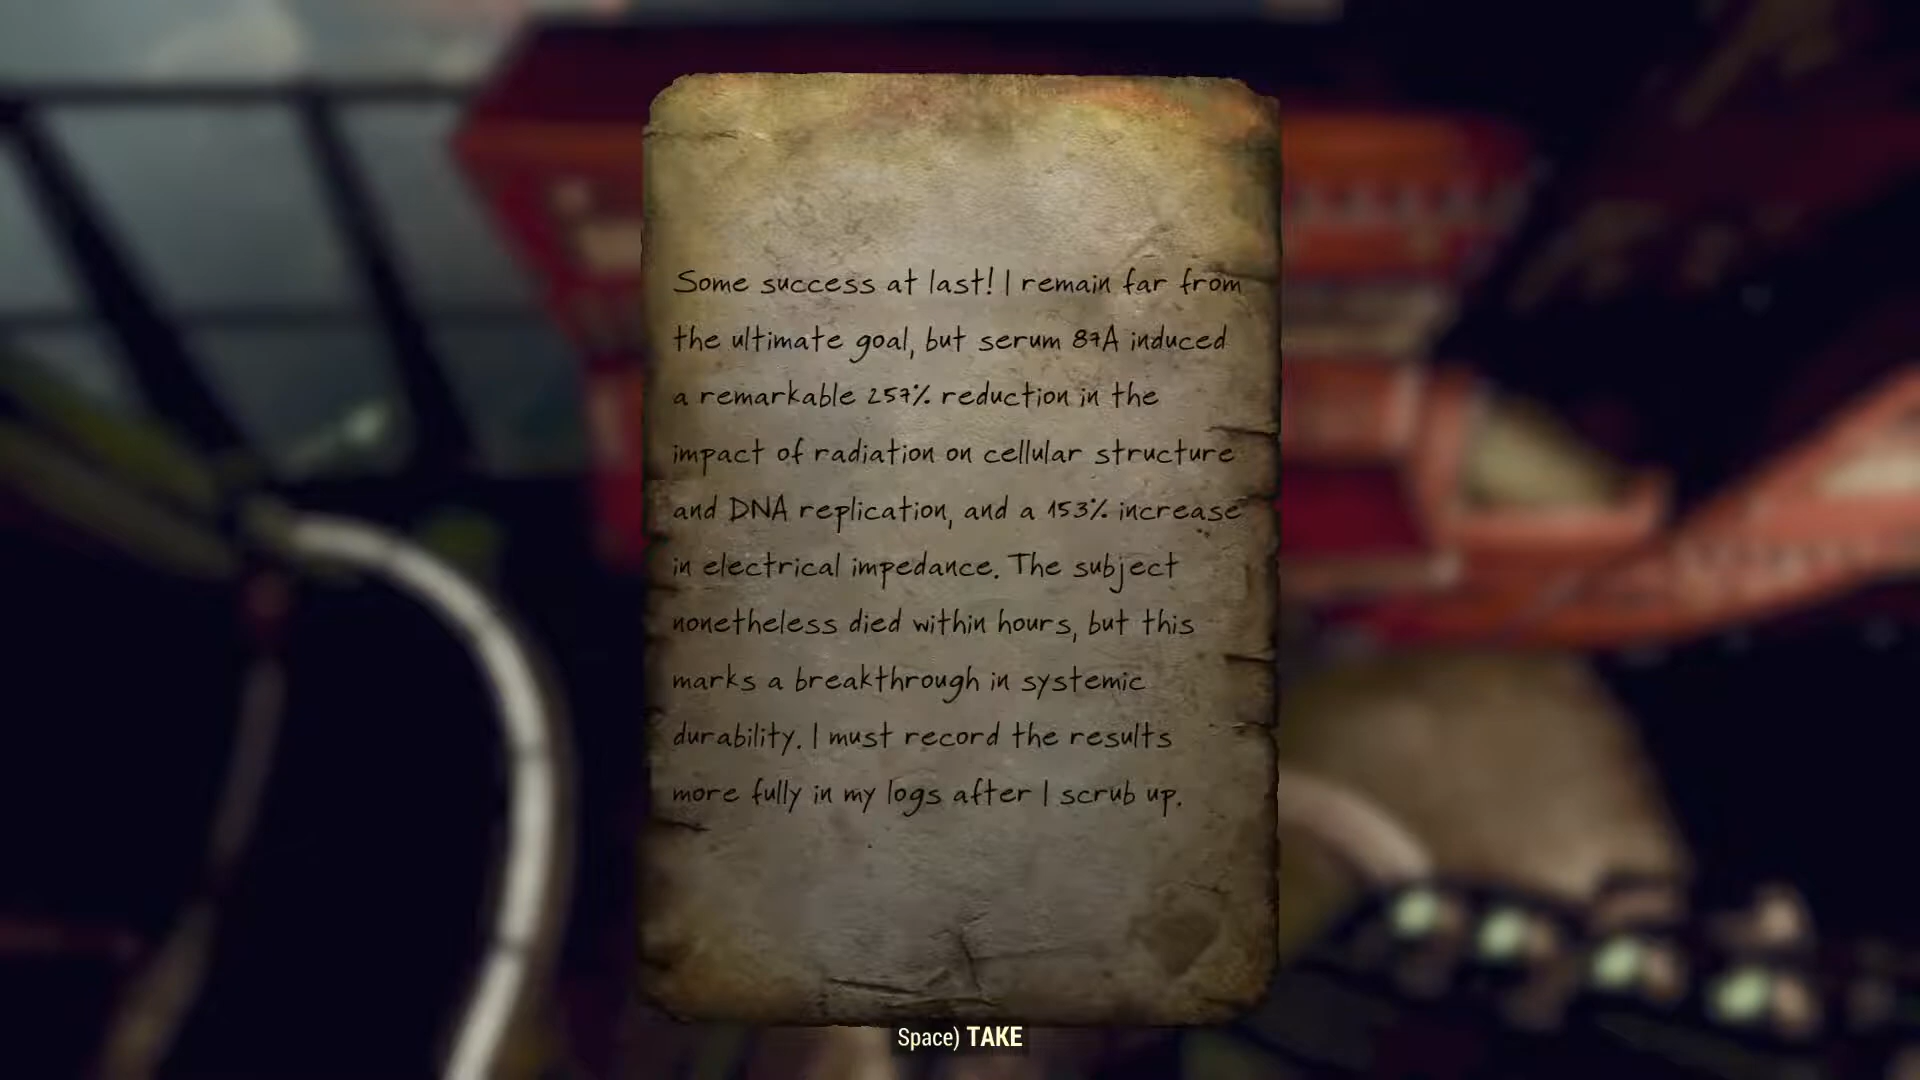 Some success at last! I remain far from
the ultimate goal, but serum 87A induced
a remarkable 257% reduction in the
impact of radiation on cellular structure
and DNA replication, and a 153% increase
in electrical impedance. The subject
nonetheless died within hours, but this
marks a breakthrough in systemic
durability. I must record the results
more fully in my logs after I scrub up.
Space) TAKE